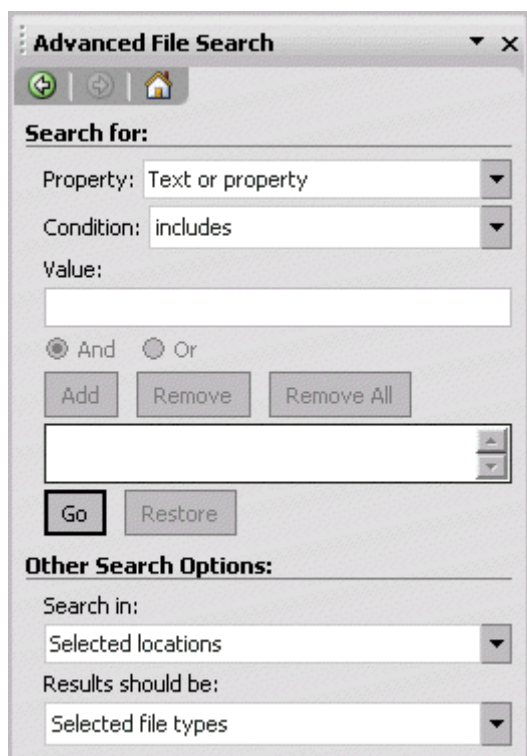 Advanced File Search
Search for:
Property: Text or property
Condition: includes
Value:
And Or
Add Remove Remove All
Go Restore
Other Search Options:
Search in:
Selected locations
Results should be:
Selected file types